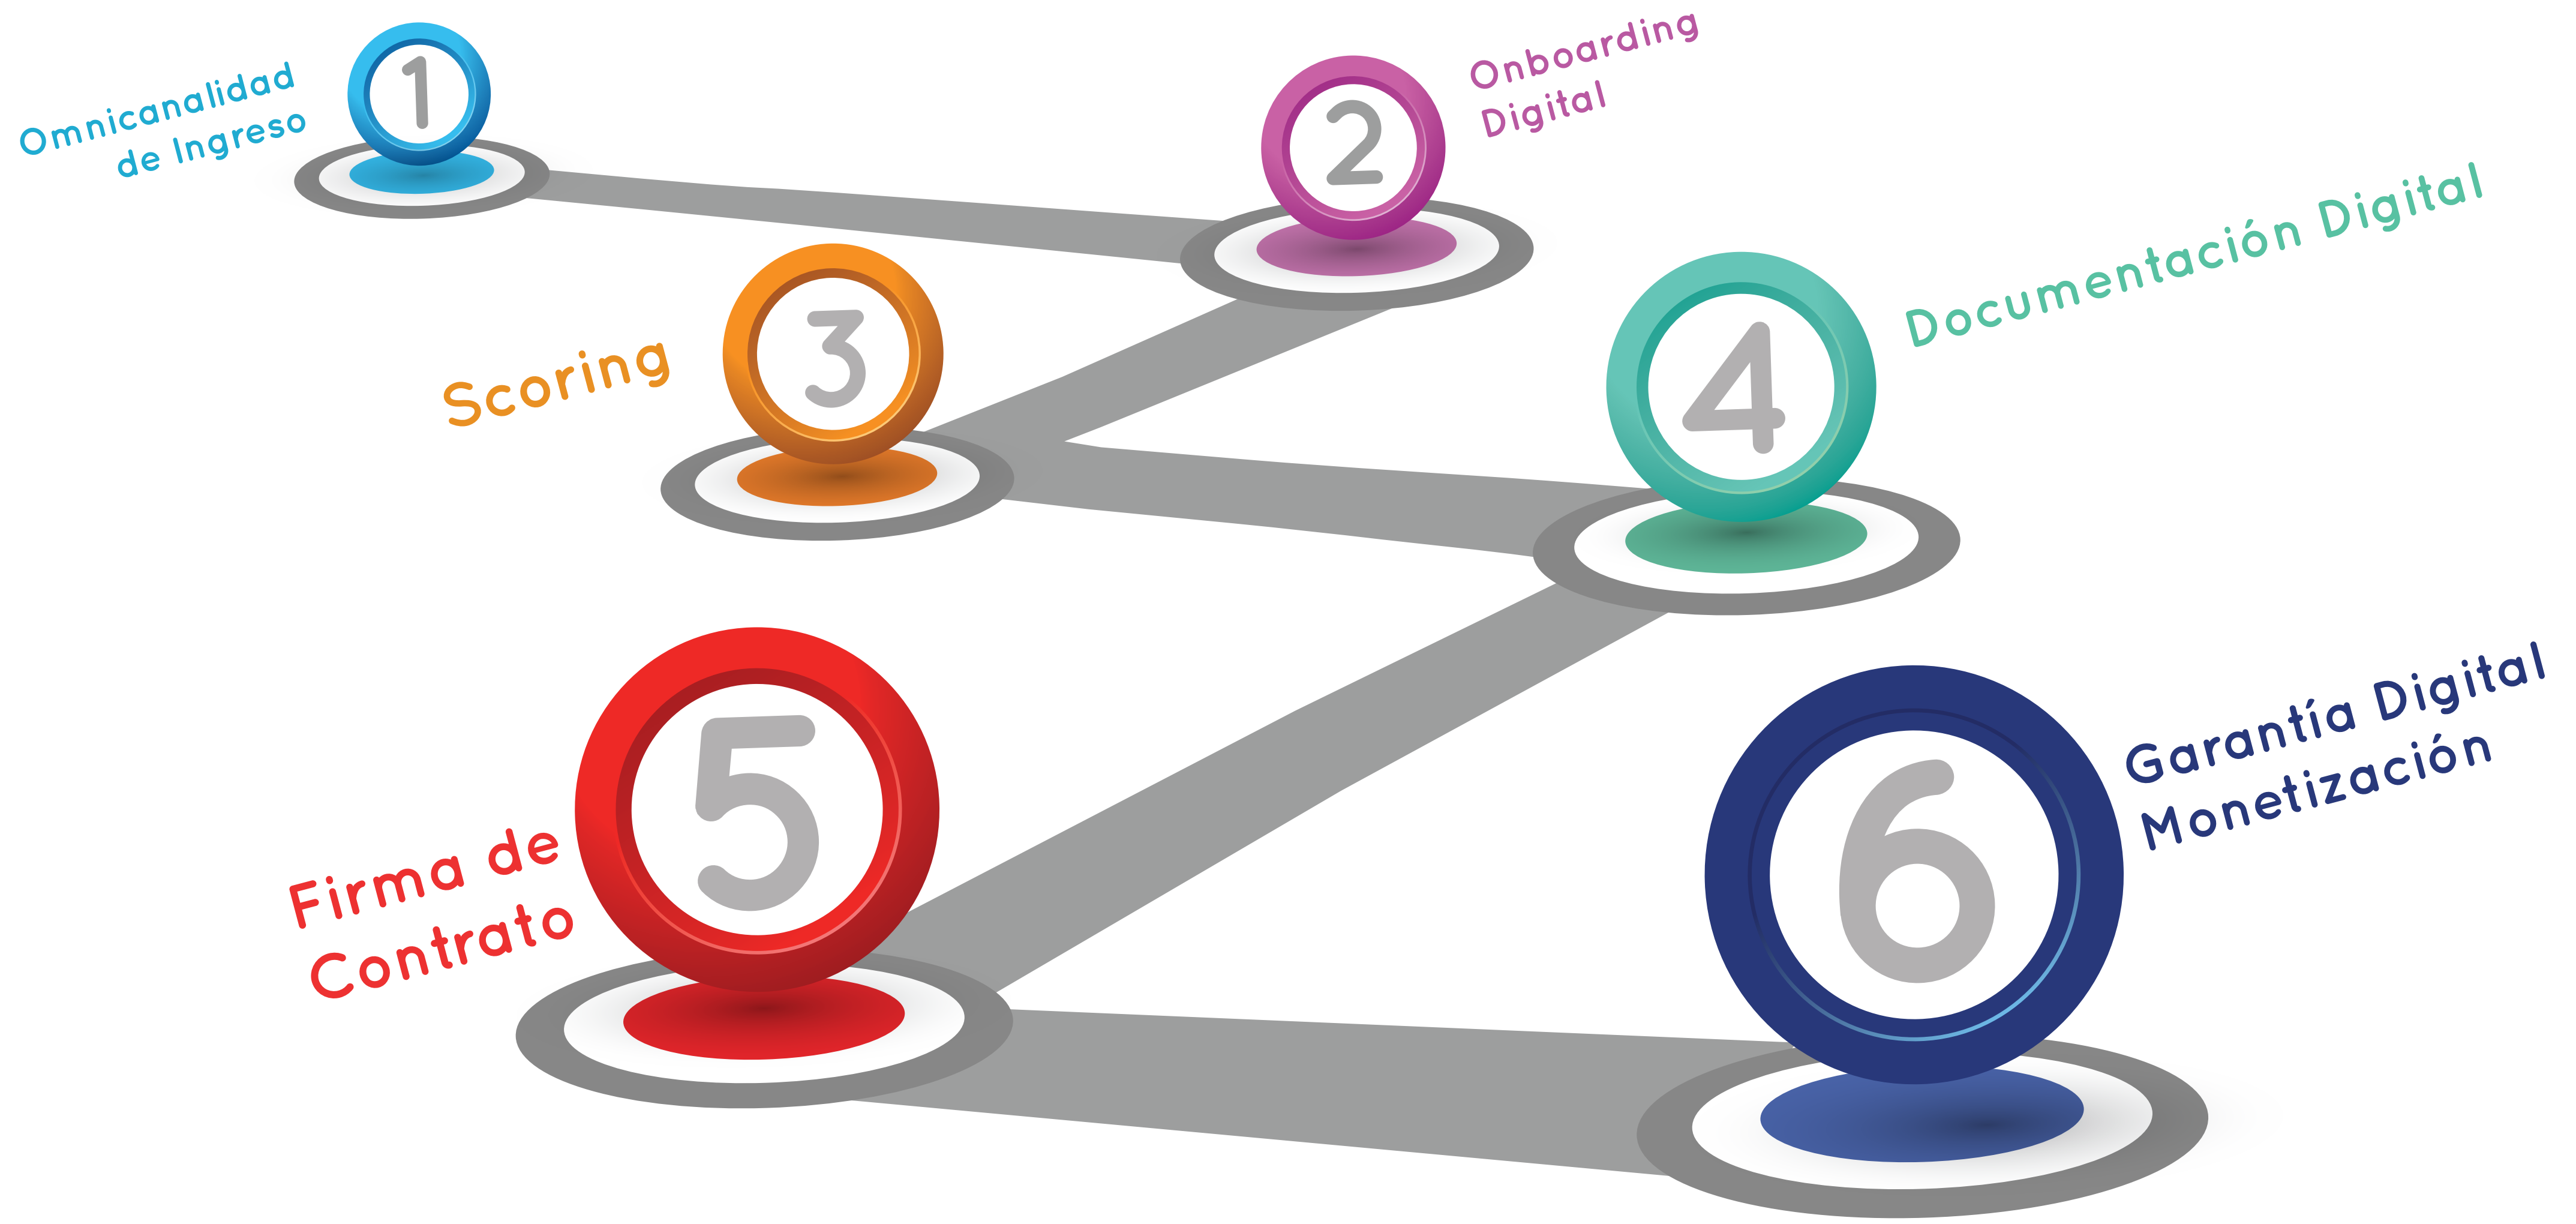 1
Omnicanalidad
de Ingreso
2
Onboarding
Digital
3
Scoring
4
Documentación Digital
5
Firma de
Contrato
6
Garantía Digital
Monetización